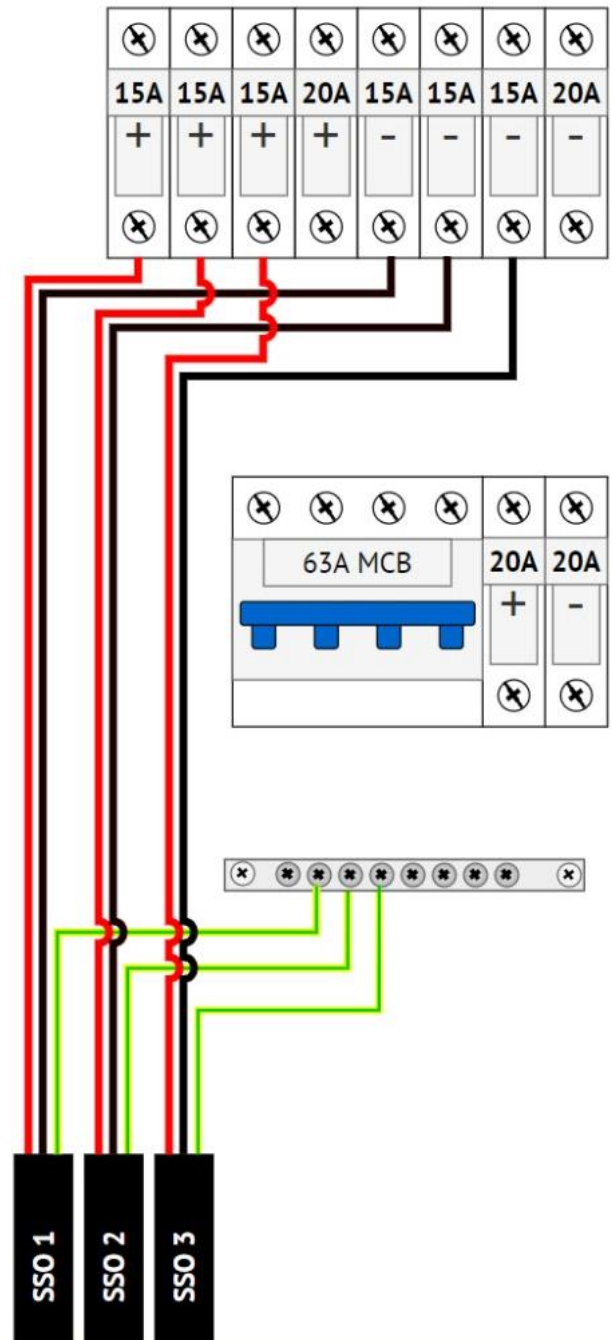 15A 15A 15A 20A 15A 15A 15A 20A
+ + + + - - - -
63A MCB 20A 20A
+ -
SSO 1 SSO 2 SSO 3